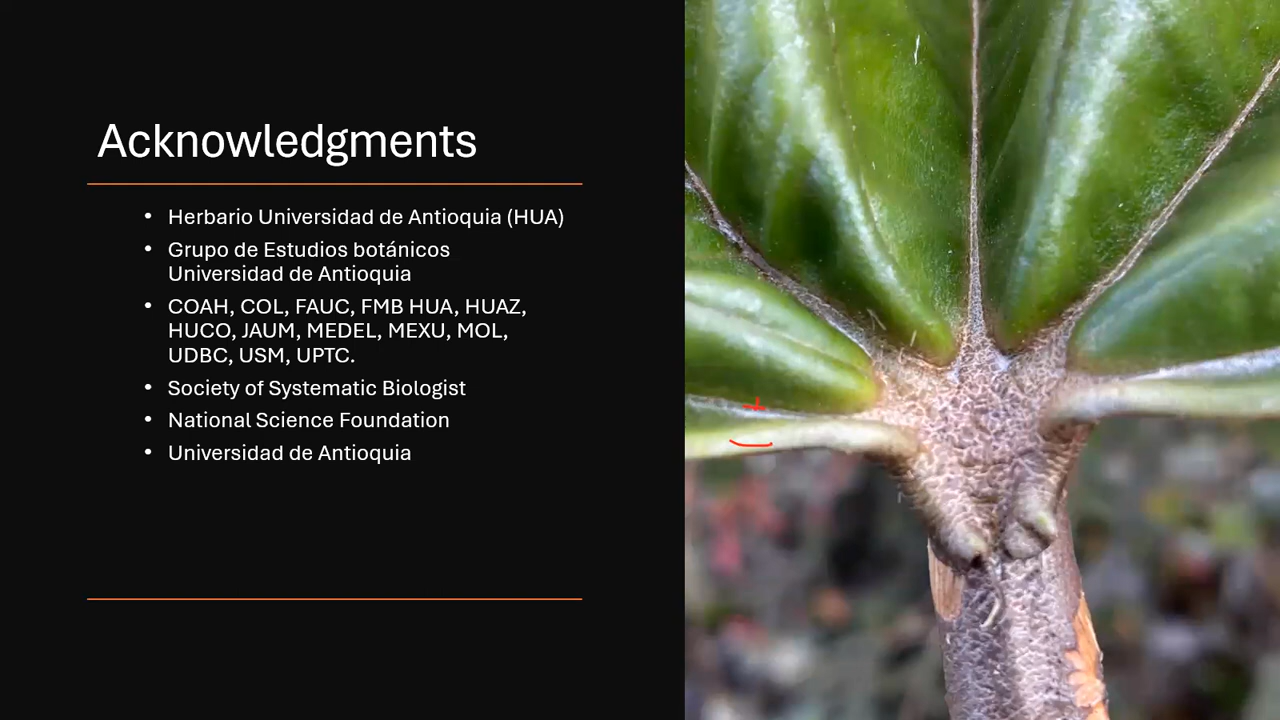 Acknowledgments
• Herbario Universidad de Antioquia (HUA)
• Grupo de Estudios botánicos
Universidad de Antioquia
• COAH, COL, FAUC, FMB HUA, HUAZ,
HUCO, JAUM, MEDEL, MEXU, MOL,
UDBC, USM, UPTC.
• Society of Systematic Biologist
• National Science Foundation
• Universidad de Antioquia